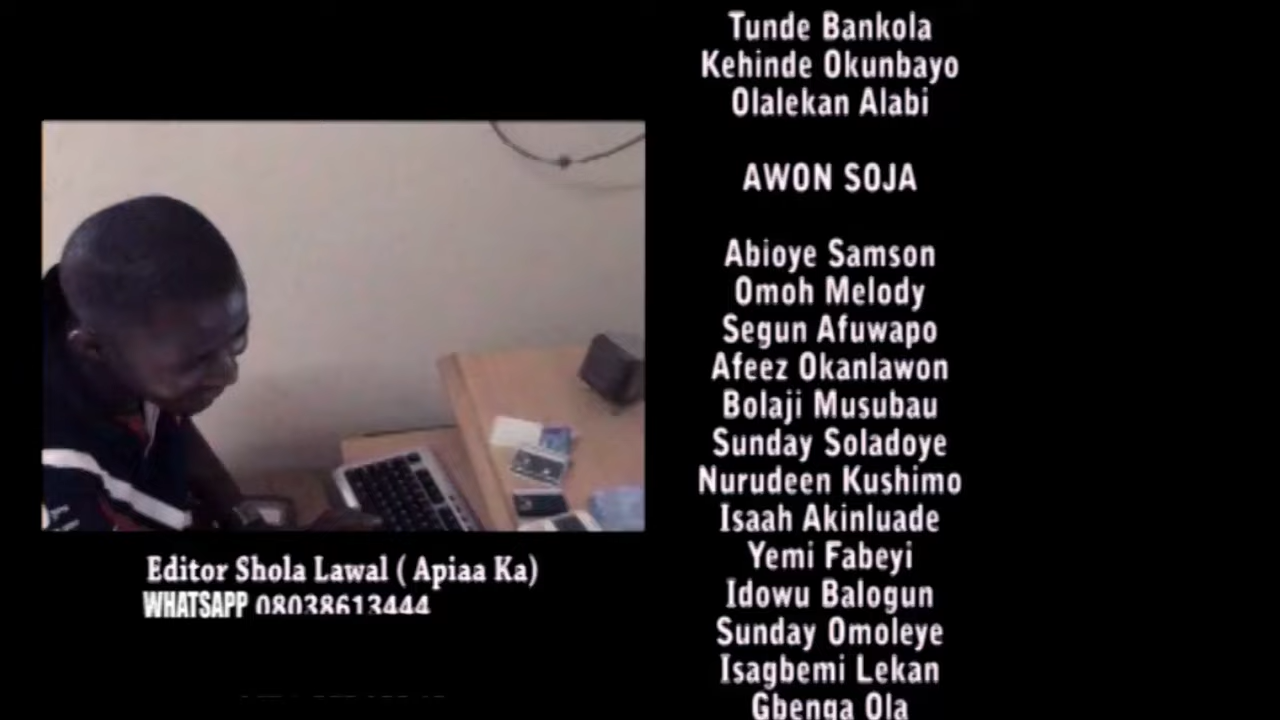 Tunde Bankola
Kehinde Okunbayo
Olalekan Alabi
AWON SOJA
Abioye Samson
Omoh Melody
Segun Afuwapo
Afeez Okanlawon
Bolaji Musubau
Sunday Soladoye
Nurudeen Kushimo
Isaah Akinluade
Yemi Fabeyi
Idowu Balogun
Sunday Omoleye
Isagbemi Lekan
Gbenga Ola
Editor Shola Lawal ( Apiaa Ka)
WHATSAPP 08038613444